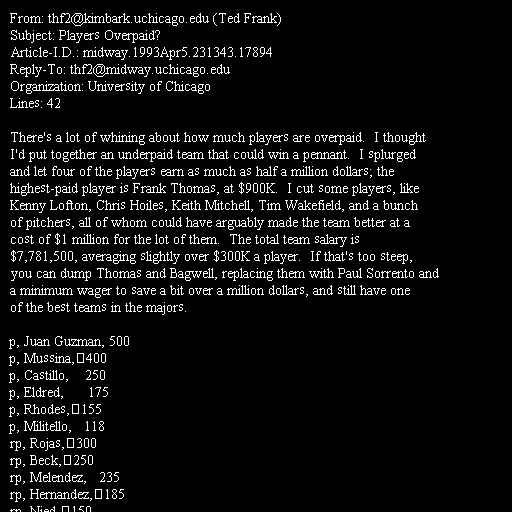 From: thf2@kimbark.uchicago.edu (Ted Frank)
Subject: Players Overpaid?
Article-I.D.: midway.1993Apr5.231343.17894
Reply-To: thf2@midway.uchicago.edu
Organization: University of Chicago
Lines: 42

There's a lot of whining about how much players are overpaid.  I thought
I'd put together an underpaid team that could win a pennant.  I splurged
and let four of the players earn as much as half a million dollars; the
highest-paid player is Frank Thomas, at $900K.  I cut some players, like
Kenny Lofton, Chris Hoiles, Keith Mitchell, Tim Wakefield, and a bunch
of pitchers, all of whom could have arguably made the team better at a
cost of $1 million for the lot of them.  The total team salary is
$7,781,500, averaging slightly over $300K a player.  If that's too steep,
you can dump Thomas and Bagwell, replacing them with Paul Sorrento and
a minimum wager to save a bit over a million dollars, and still have one
of the best teams in the majors.

p, Juan Guzman, 500
p, Mussina,	400
p, Castillo,    250
p, Eldred,      175
p, Rhodes,	155
p, Militello,   118
rp, Rojas,	300
rp, Beck,	250
rp, Melendez,   235
rp, Hernandez,	185
rp, Nied,	150